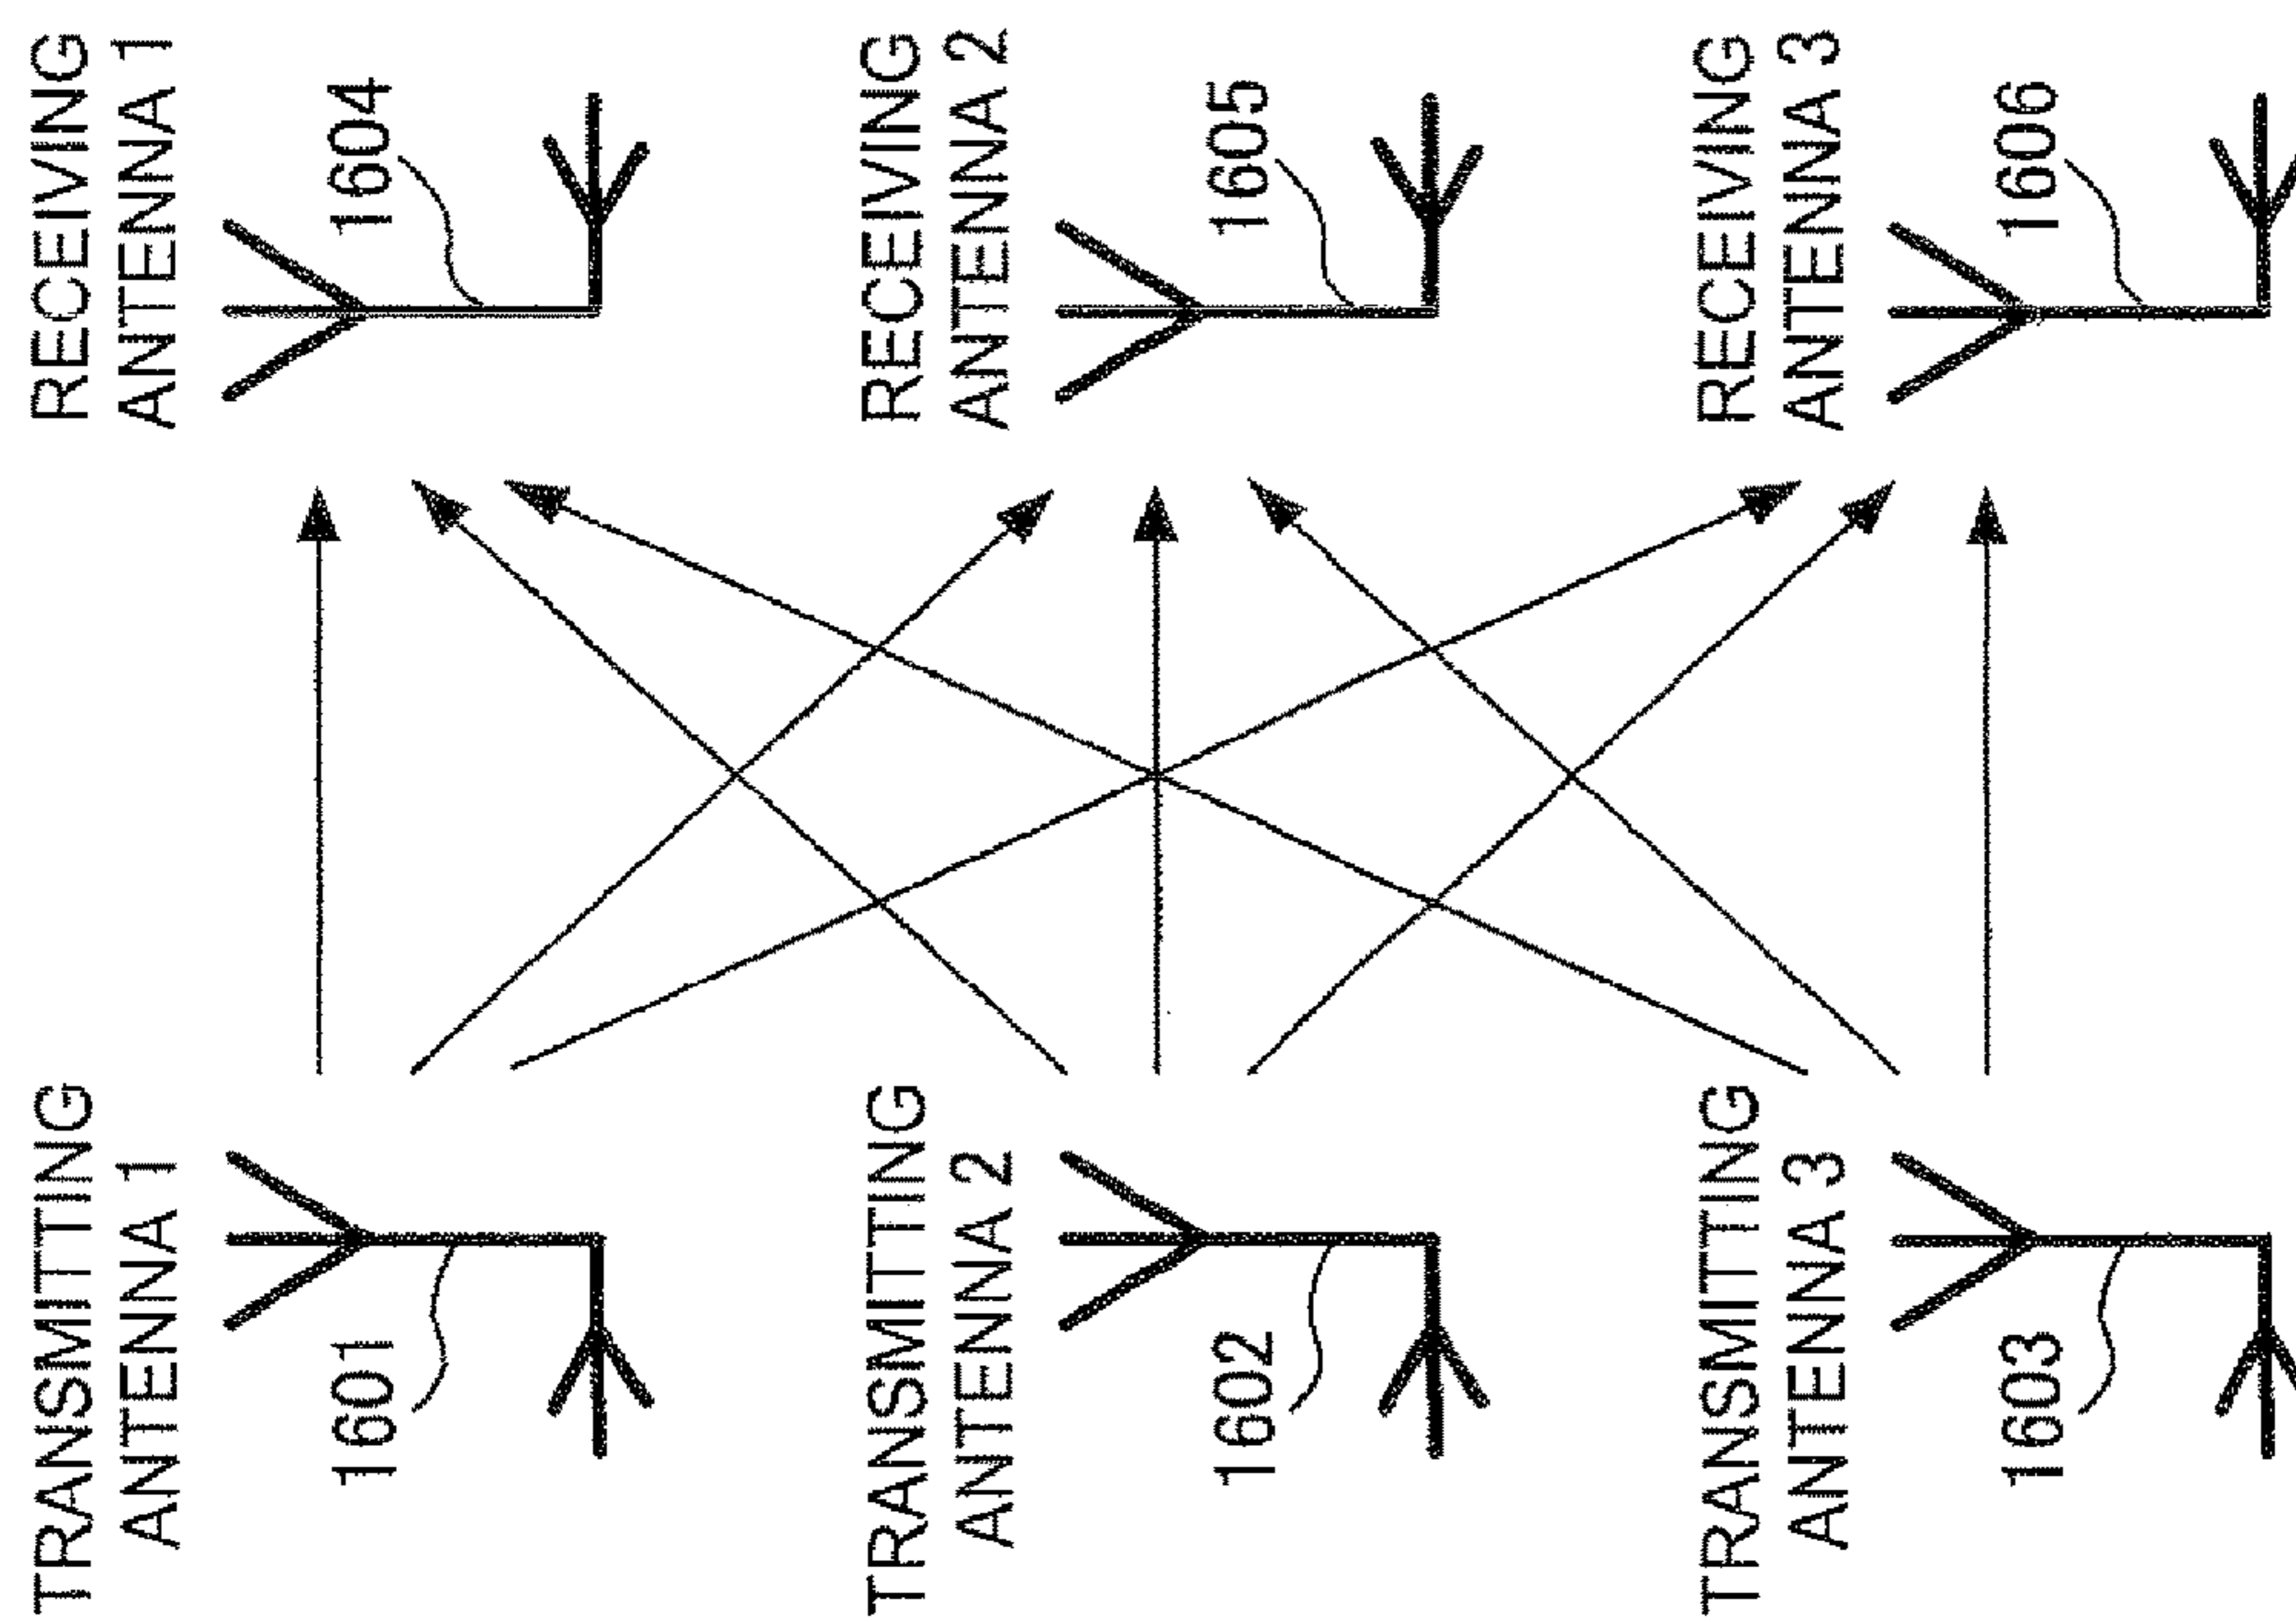 TRANSMITTING
ANTENNA 1
1601
RECEIVING
ANTENNA 1
1604
TRANSMITTING
ANTENNA 2
1602
RECEIVING
ANTENNA 2
1605
TRANSMITTING
ANTENNA 3
1603
RECEIVING
ANTENNA 3
1606